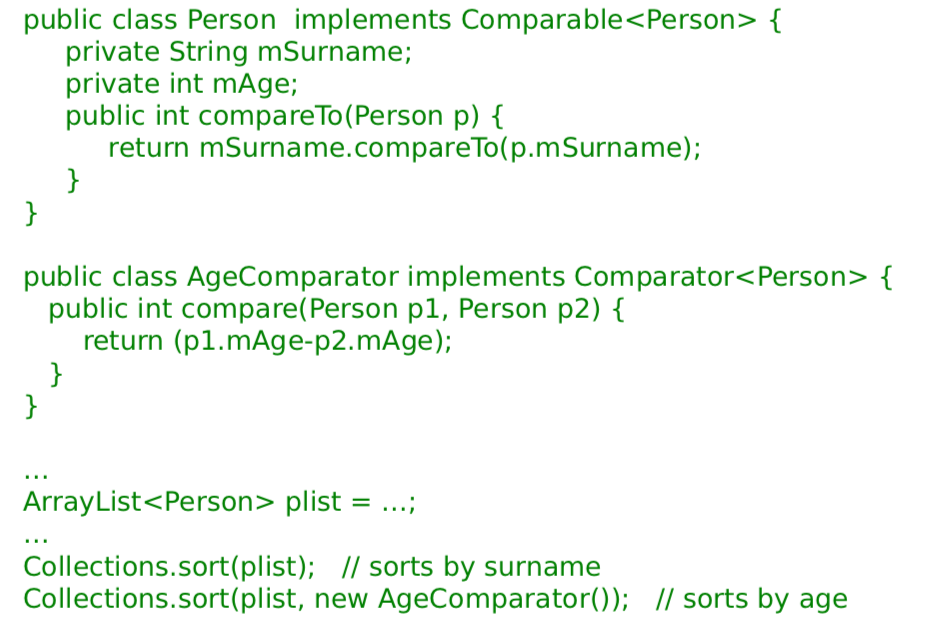 public class Person  implements Comparable<Person> {
private String mSurname;
private int mAge;
public int compareTo(Person p) {
return mSurname.compareTo(p.mSurname);
}
}
public class AgeComparator implements Comparator<Person> {
public int compare(Person p1, Person p2) {
return (p1.mAge-p2.mAge);
}
}
...
ArrayList<Person> plist = ...;
...
Collections.sort(plist);   // sorts by surname
Collections.sort(plist, new AgeComparator());   // sorts by age